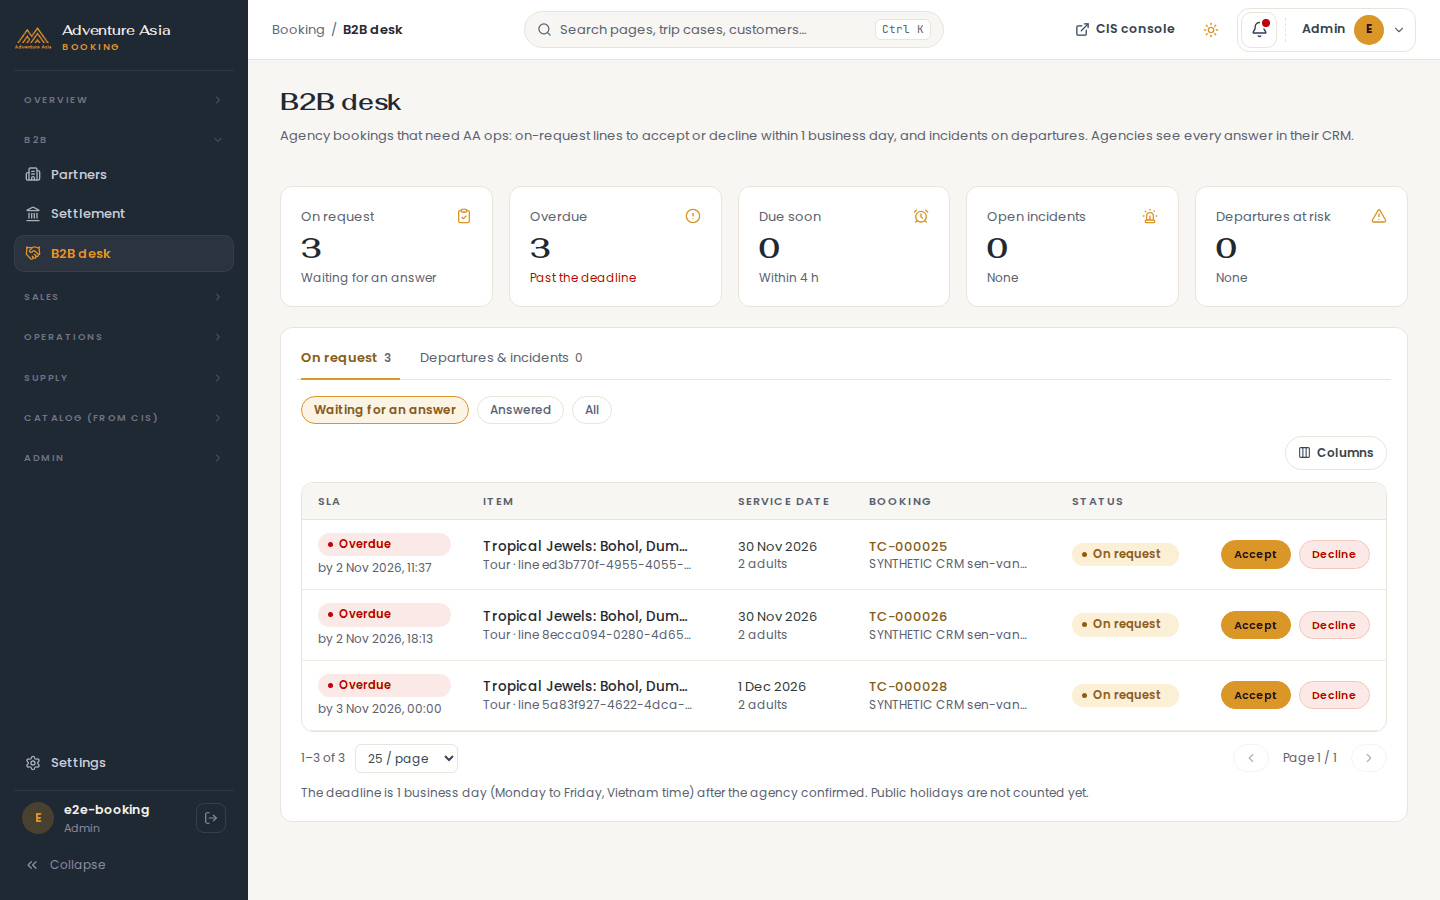 Adventure Asia
BOOKING
Adventure Asia
Booking / B2B desk
Search pages, trip cases, customers...
Ctrl K
CIS console
Admin
E
OVERVIEW
B2B
Partners
Settlement
B2B desk
SALES
OPERATIONS
SUPPLY
CATALOG (FROM CIS)
ADMIN
Settings
E
e2e-booking
Admin
Collapse
B2B desk
Agency bookings that need AA ops: on-request lines to accept or decline within 1 business day, and incidents on departures. Agencies see every answer in their CRM.
On request
3
Waiting for an answer
Overdue
3
Past the deadline
Due soon
0
Within 4 h
Open incidents
0
None
Departures at risk
0
None
On request 3
Departures & incidents 0
Waiting for an answer
Answered
All
Columns
SLA ITEM SERVICE DATE BOOKING STATUS
Overdue
by 2 Nov 2026, 11:37
Tropical Jewels: Bohol, Dum...
Tour · line ed3b770f-4955-4055-...
30 Nov 2026
2 adults
TC-000025
SYNTHETIC CRM sen-van...
On request
Accept
Decline
Overdue
by 2 Nov 2026, 18:13
Tropical Jewels: Bohol, Dum...
Tour · line 8ecca094-0280-4d65...
30 Nov 2026
2 adults
TC-000026
SYNTHETIC CRM sen-van...
On request
Accept
Decline
Overdue
by 3 Nov 2026, 00:00
Tropical Jewels: Bohol, Dum...
Tour · line 5a83f927-4622-4dca-...
1 Dec 2026
2 adults
TC-000028
SYNTHETIC CRM sen-van...
On request
Accept
Decline
1–3 of 3
25 / page
Page 1 / 1
The deadline is 1 business day (Monday to Friday, Vietnam time) after the agency confirmed. Public holidays are not counted yet.